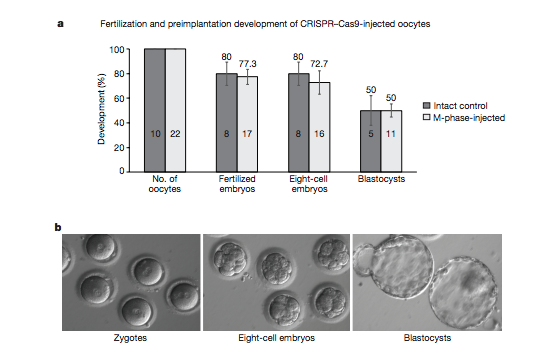 a
Fertilization and preimplantation development of CRISPR–Cas9-injected oocytes
Development (%)
100
80
60
40
20
0
80
77.3
80
72.7
50
50
10
22
8
17
8
16
5
11
No. of
oocytes
Fertilized
embryos
Eight-cell
embryos
Blastocysts
Intact control
M-phase-injected
b
Zygotes
Eight-cell embryos
Blastocysts